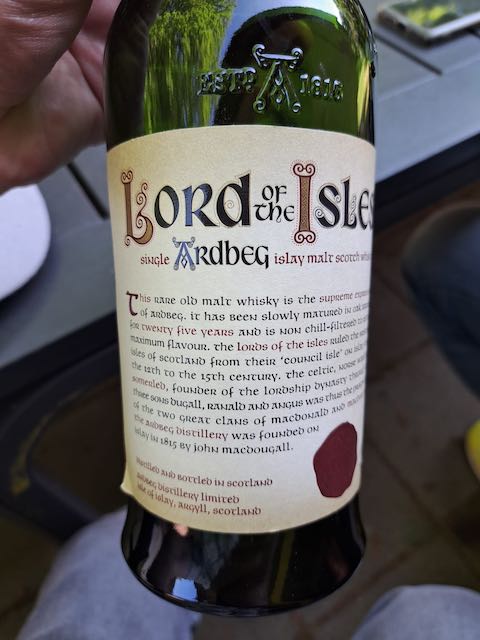 ESTD A 1815
Lord of the Isles
single Ardbeg islay malt scotch
This rare old malt whisky is the supreme
of Ardbeg. it has been slowly matured in oak
for twenty five years and is non chill-filtered
maximum flavour. the lords of the isles ruled the
isles of scotland from their 'council isle' on
the 12th to the 15th century. the celtic, norse
somerled, founder of the lordship dynasty
three sons dugall, ranald and angus was thus the
of the two great clans of macdonald and
the ardbeg distillery was founded on
islay in 1815 by john macdougall.
distilled and bottled in scotland
ardbeg distillery limited
isle of islay, argyll, scotland